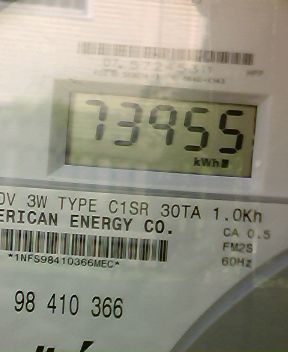 73955
kWh
0V 3W TYPE C1SR 30TA 1.0Kh
ERICAN ENERGY CO.
CA 0.5
FM2S
*1NFS98410366MEC*
60Hz
98 410 366